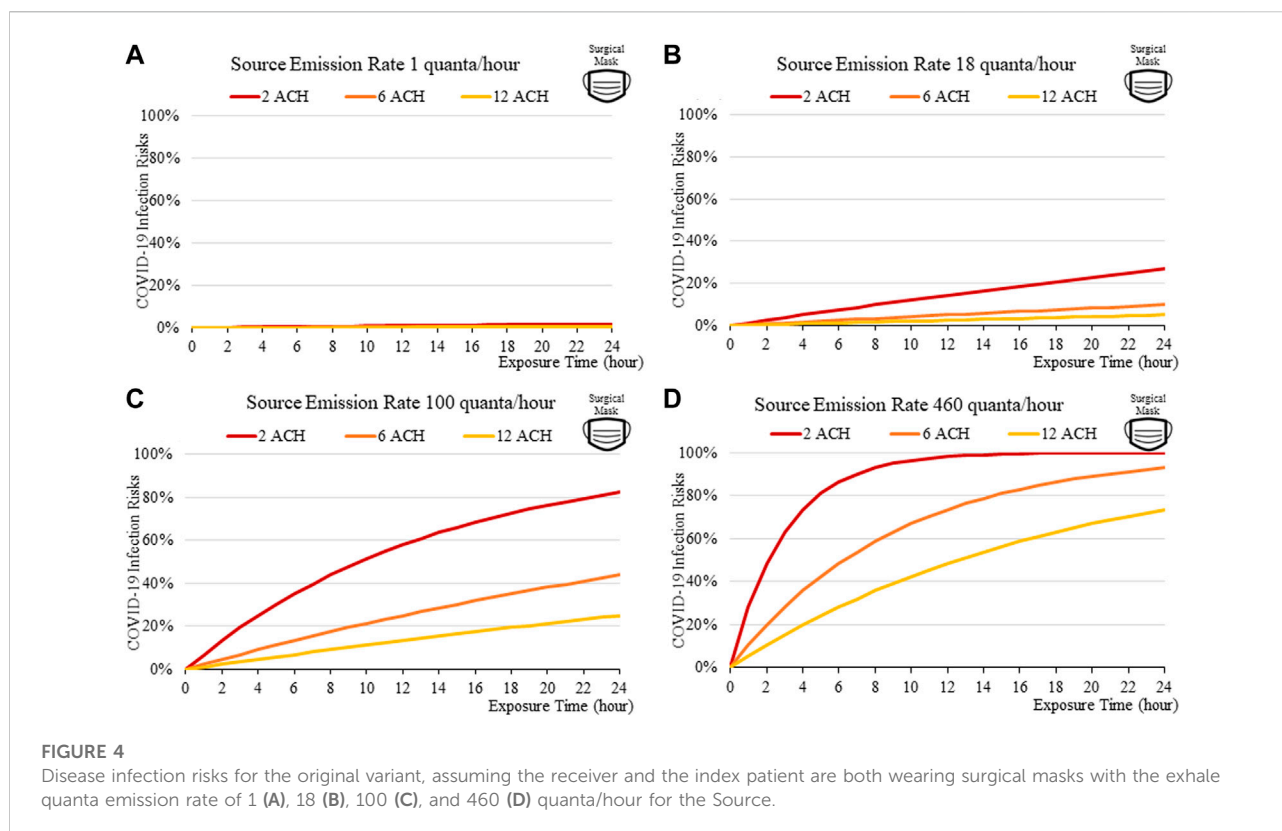 A
Source Emission Rate 1 quanta/hour
Surgical
Mask
2 ACH 6 ACH 12 ACH
COVID-19 Infection Risks
100%
80%
60%
40%
20%
0%
0 2 4 6 8 10 12 14 16 18 20 22 24
Exposure Time (hour)
B
Source Emission Rate 18 quanta/hour
Surgical
Mask
2 ACH 6 ACH 12 ACH
COVID-19 Infection Risks
100%
80%
60%
40%
20%
0%
0 2 4 6 8 10 12 14 16 18 20 22 24
Exposure Time (hour)
C
Source Emission Rate 100 quanta/hour
Surgical
Mask
2 ACH 6 ACH 12 ACH
COVID-19 Infection Risks
100%
80%
60%
40%
20%
0%
0 2 4 6 8 10 12 14 16 18 20 22 24
Exposure Time (hour)
D
Source Emission Rate 460 quanta/hour
Surgical
Mask
2 ACH 6 ACH 12 ACH
COVID-19 Infection Risks
100%
80%
60%
40%
20%
0%
0 2 4 6 8 10 12 14 16 18 20 22 24
Exposure Time (hour)
FIGURE 4
Disease infection risks for the original variant, assuming the receiver and the index patient are both wearing surgical masks with the exhale
quanta emission rate of 1 (A), 18 (B), 100 (C), and 460 (D) quanta/hour for the Source.